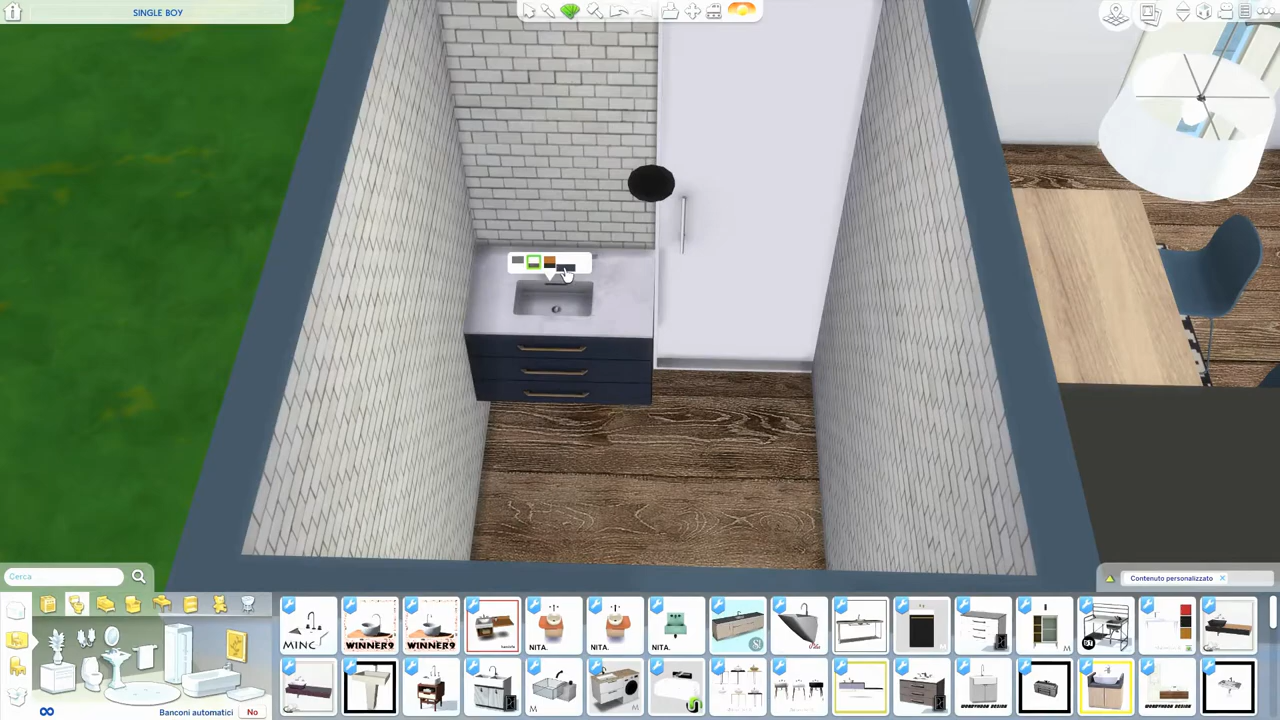 SINGLE BOY
Cerca
Contenuto personalizzato
MINC
WINNER9
WINNER9
NITA.
NITA.
NITA.
M
M
M
Banconi automatici No